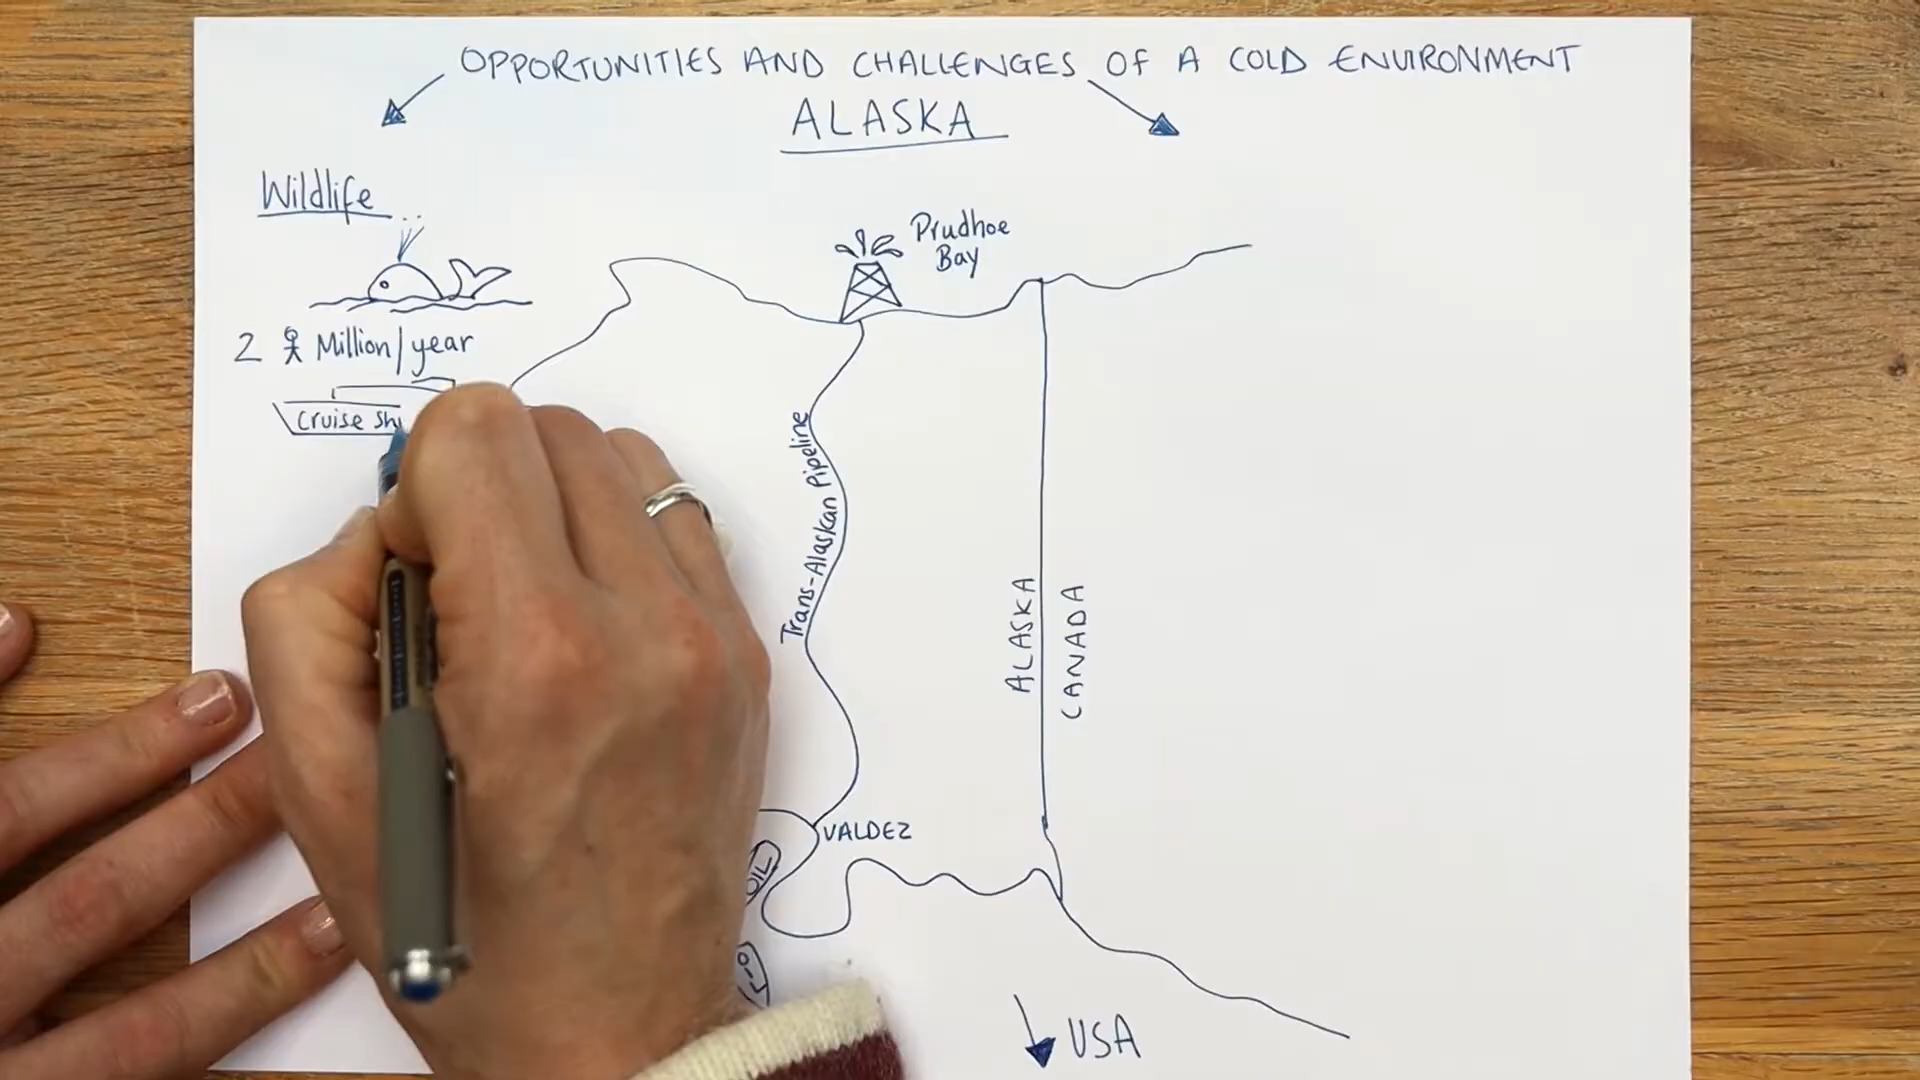 OPPORTUNITIES AND CHALLENGES OF A COLD ENVIRONMENT
ALASKA
Wildlife
Prudhoe
Bay
2 Million/year
Cruise
Trans-Alaskan Pipeline
ALASKA
CANADA
VALDEZ
OIL
USA